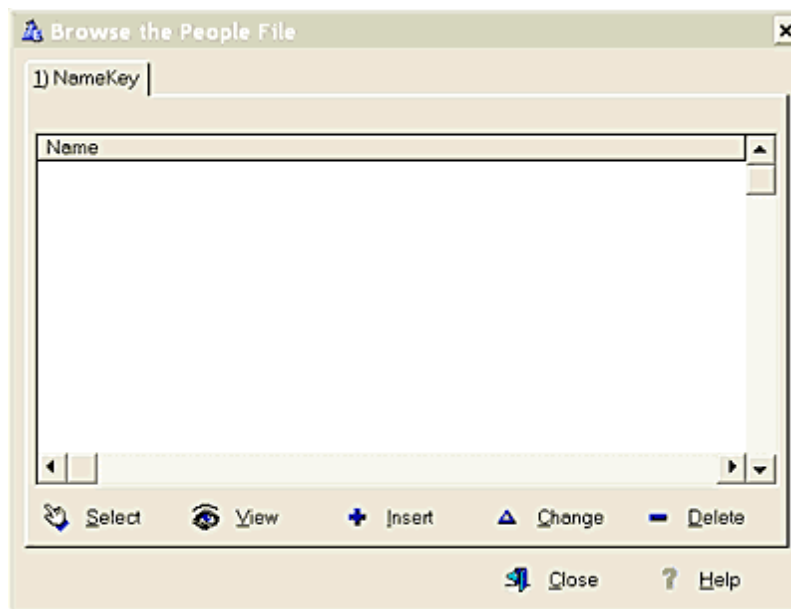 Browse the People File
1) NameKey
Name
Select View Insert Change Delete
Close ? Help